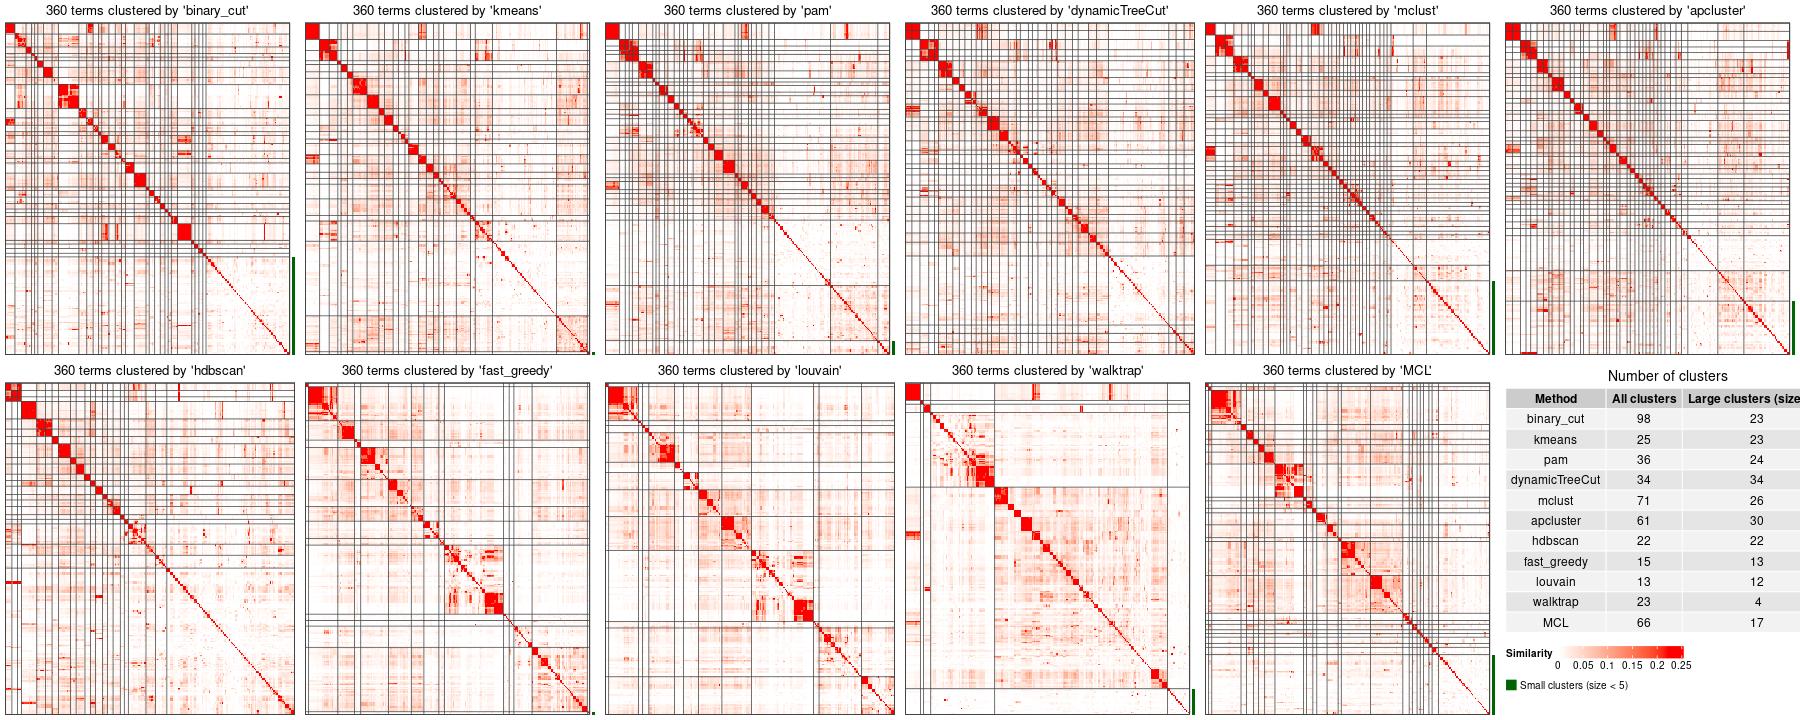 360 terms clustered by 'binary_cut'
360 terms clustered by 'kmeans'
360 terms clustered by 'pam'
360 terms clustered by 'dynamicTreeCut'
360 terms clustered by 'mclust'
360 terms clustered by 'apcluster'
360 terms clustered by 'hdbscan'
360 terms clustered by 'fast_greedy'
360 terms clustered by 'louvain'
360 terms clustered by 'walktrap'
360 terms clustered by 'MCL'
Number of clusters
Method All clusters Large clusters (size
binary_cut 98 23
kmeans 25 23
pam 36 24
dynamicTreeCut 34 34
mclust 71 26
apcluster 61 30
hdbscan 22 22
fast_greedy 15 13
louvain 13 12
walktrap 23 4
MCL 66 17
Similarity
0 0.05 0.1 0.15 0.2 0.25
Small clusters (size < 5)